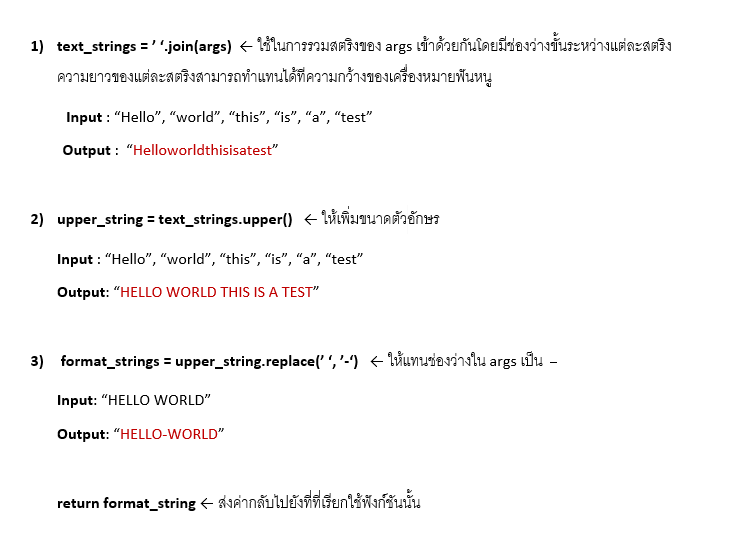 1) text_strings = ’ ‘.join(args) ← ใช้ในการรวมสตริงของ args เข้าด้วยกันโดยมีช่องว่างขั้นระหว่างแต่ละสตริง
ความยาวของแต่ละสตริงสามารถทำแทนได้ที่ความกว้างของเครื่องหมายฟันหนู
Input : “Hello”, “world”, “this”, “is”, “a”, “test”
Output : “Helloworldthisisatest”
2) upper_string = text_strings.upper() ← ให้เพิ่มขนาดตัวอักษร
Input : “Hello”, “world”, “this”, “is”, “a”, “test”
Output: “HELLO WORLD THIS IS A TEST”
3) format_strings = upper_string.replace(’ ‘, ’-‘) ← ให้แทนช่องว่างใน args เป็น –
Input: “HELLO WORLD”
Output: “HELLO-WORLD”
return format_string ← ส่งค่ากลับไปยังที่ที่เรียกใช้ฟังก์ชันนั้น